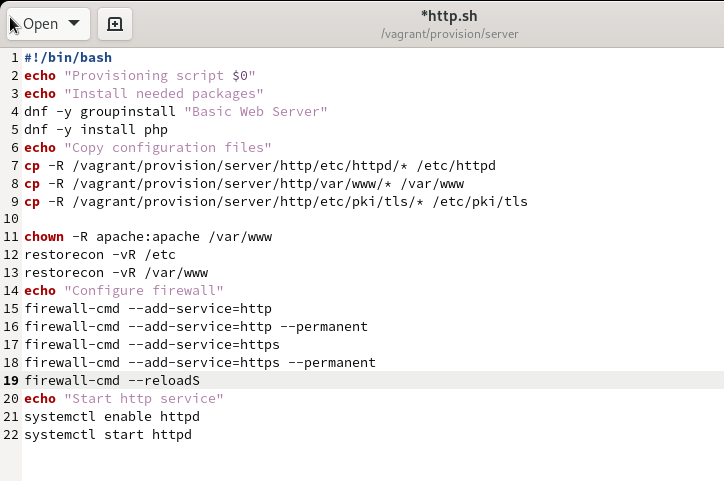 Open
*http.sh
/vagrant/provision/server
1 #!/bin/bash
2 echo "Provisioning script $0"
3 echo "Install needed packages"
4 dnf -y groupinstall "Basic Web Server"
5 dnf -y install php
6 echo "Copy configuration files"
7 cp -R /vagrant/provision/server/http/etc/httpd/* /etc/httpd
8 cp -R /vagrant/provision/server/http/var/www/* /var/www
9 cp -R /vagrant/provision/server/http/etc/pki/tls/* /etc/pki/tls
10
11 chown -R apache:apache /var/www
12 restorecon -vR /etc
13 restorecon -vR /var/www
14 echo "Configure firewall"
15 firewall-cmd --add-service=http
16 firewall-cmd --add-service=http --permanent
17 firewall-cmd --add-service=https
18 firewall-cmd --add-service=https --permanent
19 firewall-cmd --reloadS
20 echo "Start http service"
21 systemctl enable httpd
22 systemctl start httpd